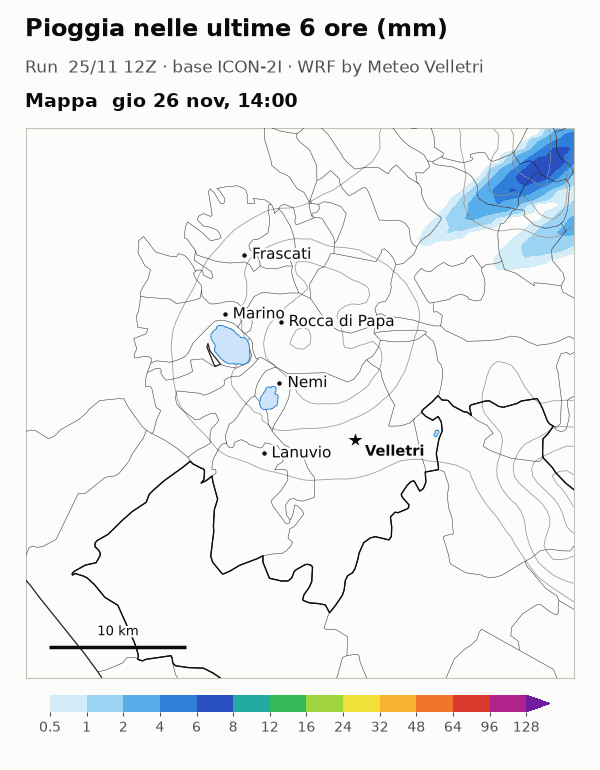 Pioggia nelle ultime 6 ore (mm)
Run  25/11 12Z · base ICON-2I · WRF by Meteo Velletri
Mappa  gio 26 nov, 14:00
Frascati
Marino
Rocca di Papa
Nemi
Velletri
Lanuvio
10 km
0.5 1 2 4 6 8 12 16 24 32 48 64 96 128